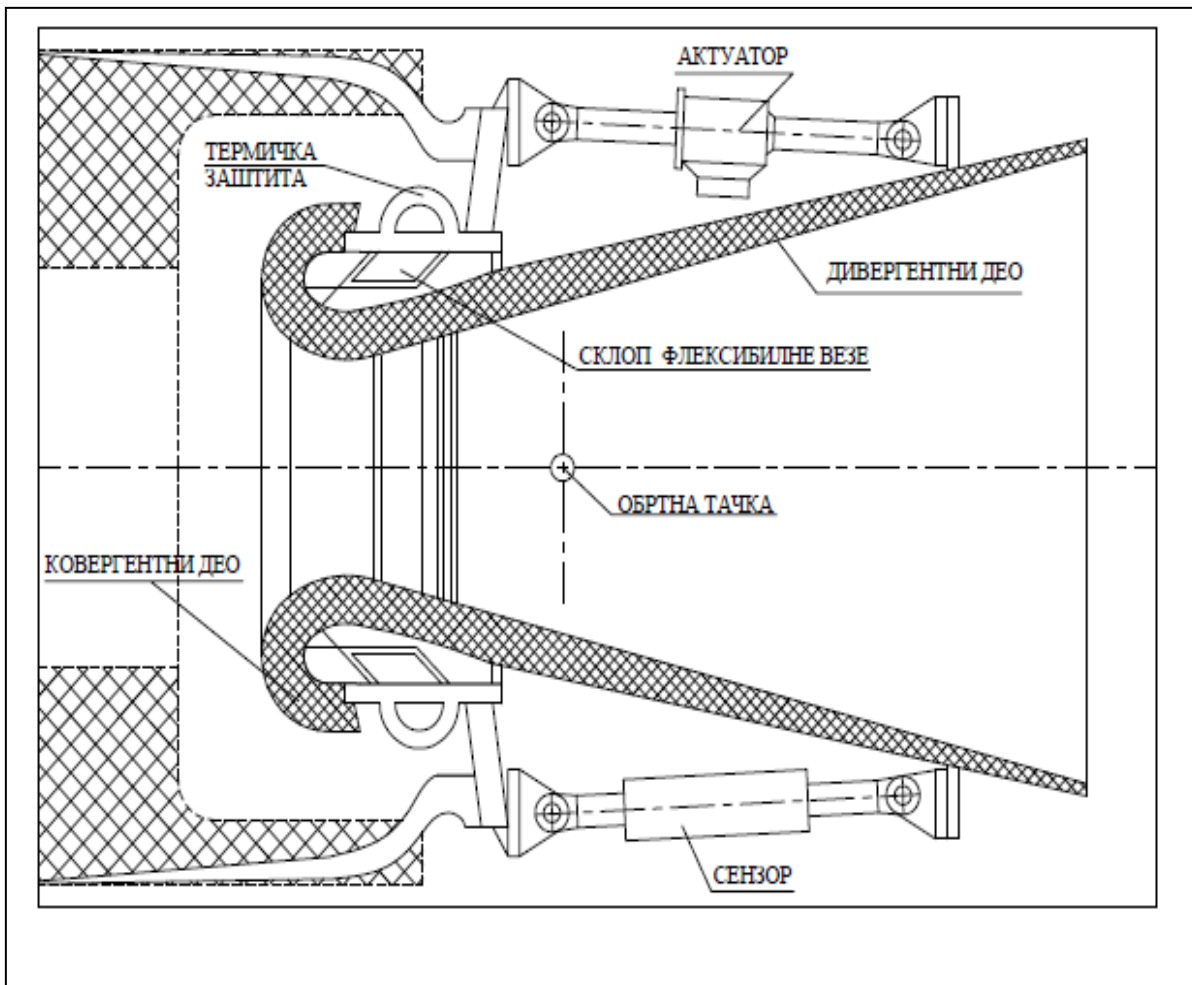 АКТУАТОР
ТЕРМИЧКА
ЗАШТИТА
ДИВЕРГЕНТНИ ДЕО
СКЛОП ФЛЕКСИБИЛНЕ ВЕЗЕ
ОБРТНА ТАЧКА
КОВЕРГЕНТНИ ДЕО
СЕНЗОР